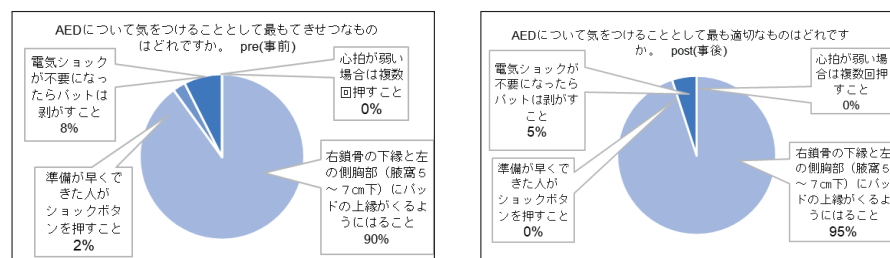 AEDについて気をつけることとして最もてきせつなもの
はどれですか。 pre(事前)
電気ショック
が不要になっ
たらバットは
剥がすこと
8%
心拍が弱い
場合は複数
回押すこと
0%
準備が早くで
きた人が
ショックボタ
ンを押すこと
2%
右鎖骨の下縁と左
の側胸部（腋窩５
～７㎝下）にバッ
ドの上縁がくるよ
うにはること
90%
AEDについて気をつけることとして最も適切なものはどれです
か。 post(事後)
電気ショックが
不要になった
らバットは剥がす
こと
5%
心拍が弱い場
合は複数回押
すこと
0%
準備が早くで
きた人が
ショックボタ
ンを押すこと
0%
右鎖骨の下縁と左
の側胸部（腋窩５
～７㎝下）にバッ
ドの上縁がくるよ
うにはること
95%